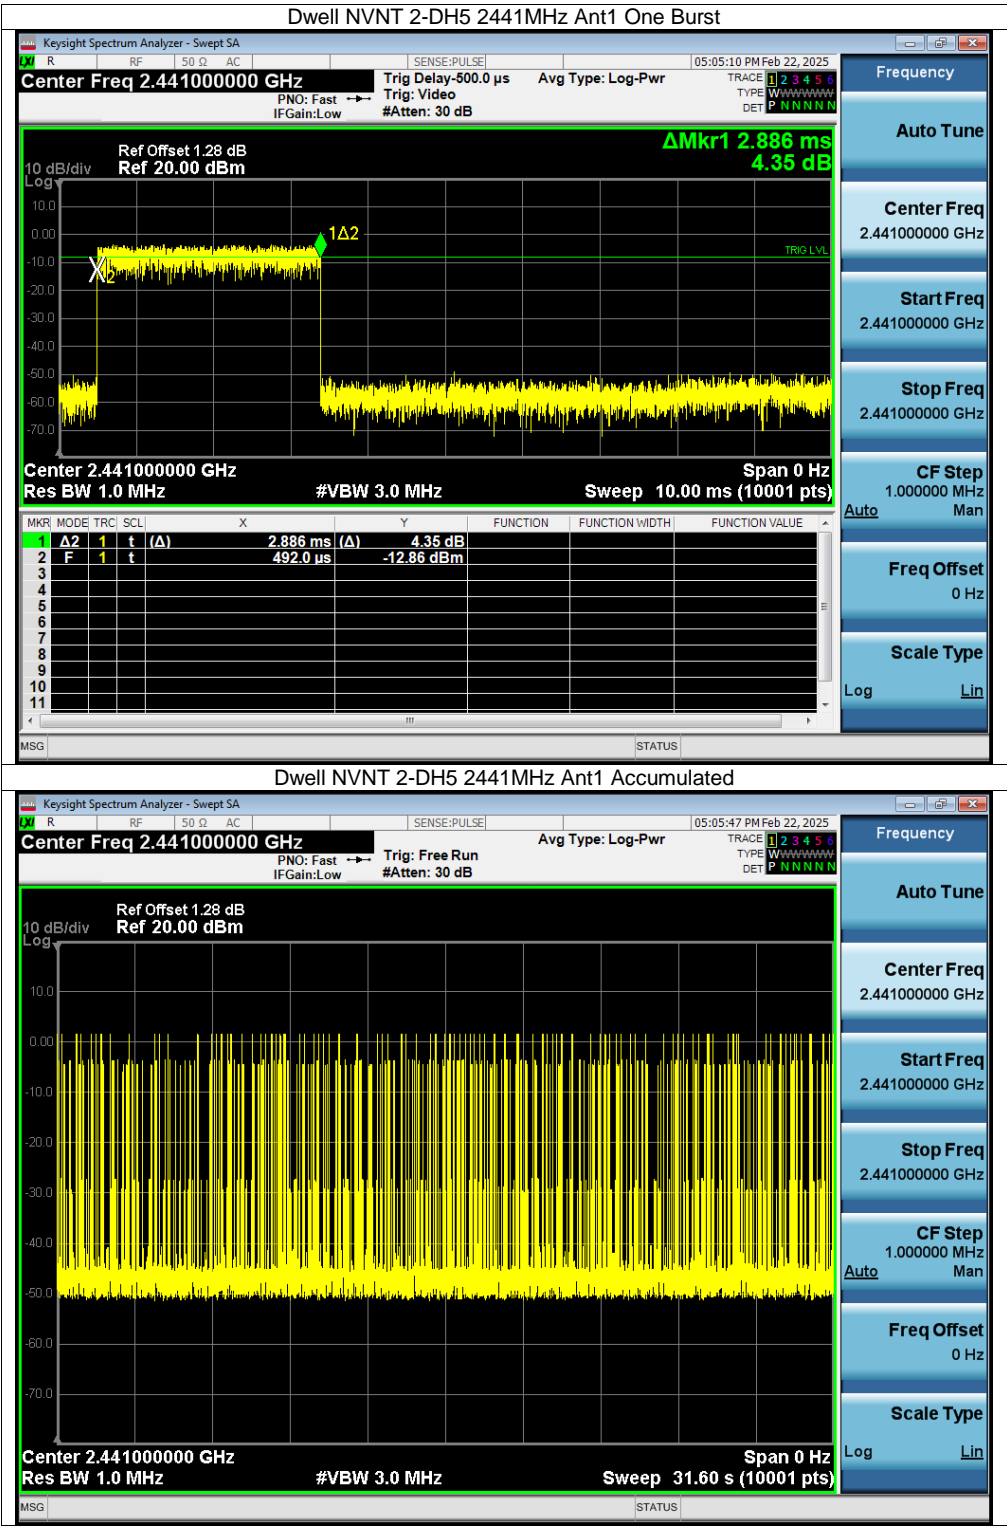 Dwell NVNT 2-DH5 2441MHz Ant1 One Burst
Keysight Spectrum Analyzer - Swept SA
LXI R RF 50 Ω AC SENSE:PULSE 05:05:10 PM Feb 22, 2025
Center Freq 2.441000000 GHz Trig Delay-500.0 µs Avg Type: Log-Pwr TRACE 1 2 3 4 5 6
PNO: Fast Trig: Video TYPE WWWWWW
IFGain:Low #Atten: 30 dB DET P N N N N N
Frequency
Auto Tune
ΔMkr1 2.886 ms
4.35 dB
Ref Offset 1.28 dB
10 dB/div Ref 20.00 dBm
Log
10.0
0.00
-10.0
-20.0
-30.0
-40.0
-50.0
-60.0
-70.0
1Δ2
2
TRIG LVL
Center Freq
2.441000000 GHz
Start Freq
2.441000000 GHz
Stop Freq
2.441000000 GHz
CF Step
1.000000 MHz
Auto Man
Freq Offset
0 Hz
Scale Type
Log Lin
Center 2.441000000 GHz Span 0 Hz
Res BW 1.0 MHz #VBW 3.0 MHz Sweep 10.00 ms (10001 pts)
MKR MODE TRC SCL X Y FUNCTION FUNCTION WIDTH FUNCTION VALUE
1 Δ2 1 t (Δ) 2.886 ms (Δ) 4.35 dB
2 F 1 t 492.0 µs -12.86 dBm
3
4
5
6
7
8
9
10
11
MSG STATUS
Dwell NVNT 2-DH5 2441MHz Ant1 Accumulated
Keysight Spectrum Analyzer - Swept SA
LXI R RF 50 Ω AC SENSE:PULSE 05:05:47 PM Feb 22, 2025
Center Freq 2.441000000 GHz Avg Type: Log-Pwr TRACE 1 2 3 4 5 6
PNO: Fast Trig: Free Run TYPE WWWWWW
IFGain:Low #Atten: 30 dB DET P N N N N N
Frequency
Auto Tune
Ref Offset 1.28 dB
10 dB/div Ref 20.00 dBm
Log
10.0
0.00
-10.0
-20.0
-30.0
-40.0
-50.0
-60.0
-70.0
Center Freq
2.441000000 GHz
Start Freq
2.441000000 GHz
Stop Freq
2.441000000 GHz
CF Step
1.000000 MHz
Auto Man
Freq Offset
0 Hz
Scale Type
Log Lin
Center 2.441000000 GHz Span 0 Hz
Res BW 1.0 MHz #VBW 3.0 MHz Sweep 31.60 s (10001 pts)
MSG STATUS